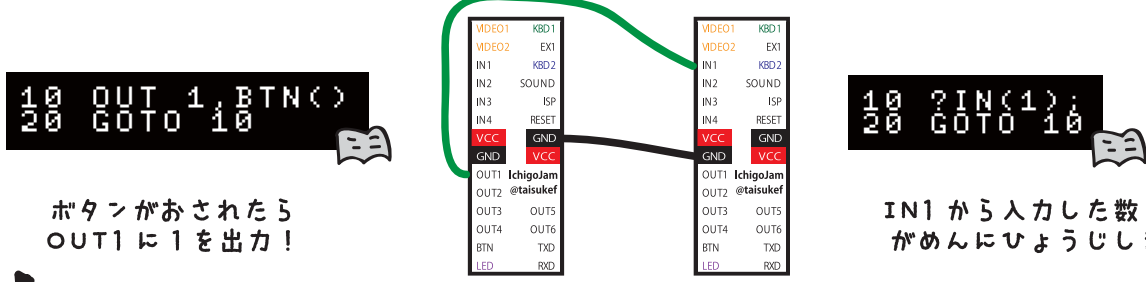 10 OUT 1,BTN()
20 GOTO 10
ボタンがおされたら
OUT1に1を出力!
VIDEO1 KBD1
VIDEO2 EX1
IN1 KBD2
IN2 SOUND
IN3 ISP
IN4 RESET
VCC GND
GND VCC
OUT1 IchigoJam
OUT2 @taisukef
OUT3 OUT5
OUT4 OUT6
BTN TXD
LED RXD
VIDEO1 KBD1
VIDEO2 EX1
IN1 KBD2
IN2 SOUND
IN3 ISP
IN4 RESET
VCC GND
GND VCC
OUT1 IchigoJam
OUT2 @taisukef
OUT3 OUT5
OUT4 OUT6
BTN TXD
LED RXD
10 ?IN(1);
20 GOTO 10
IN1から入力した数
がめんにひょうじし